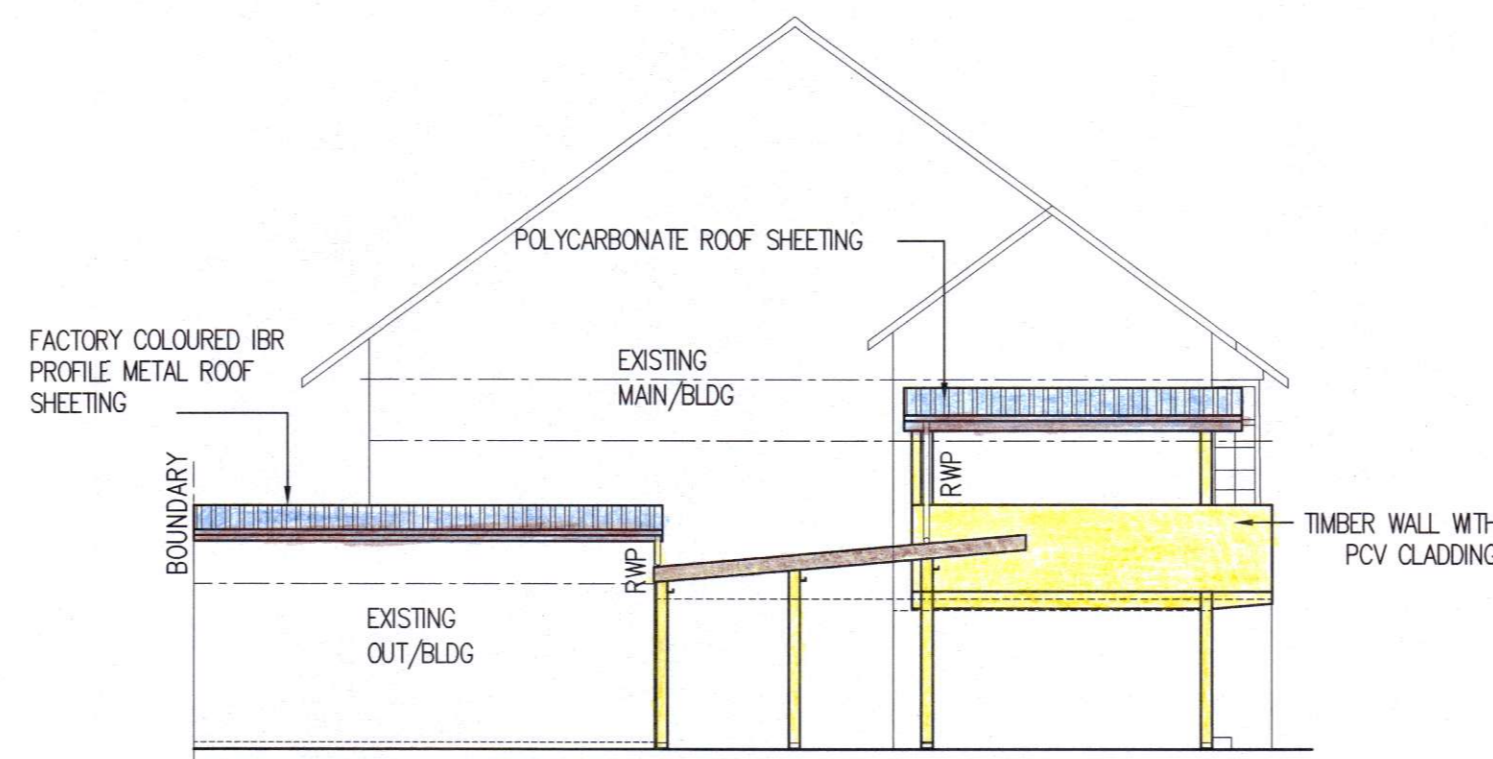 POLYCARBONATE ROOF SHEETING
FACTORY COLOURED IBR
PROFILE METAL ROOF
SHEETING
EXISTING
MAIN/BLDG
BOUNDARY
RWP
RWP
TIMBER WALL WITH
PCV CLADDING
EXISTING
OUT/BLDG